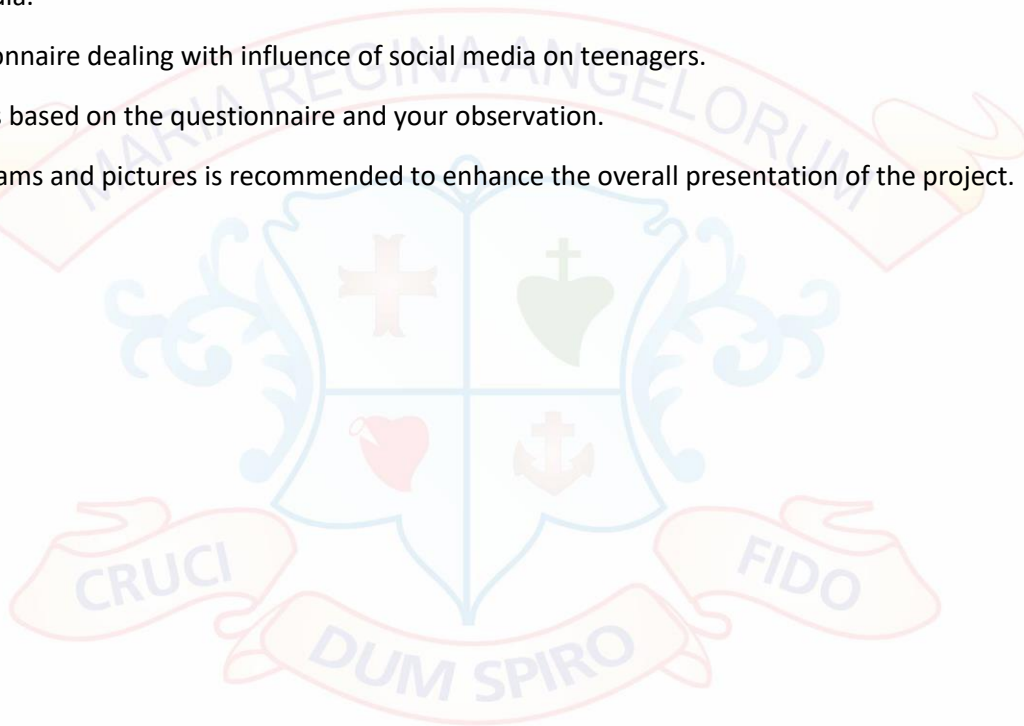 dia.
onnaire dealing with influence of social media on teenagers.
s based on the questionnaire and your observation.
ams and pictures is recommended to enhance the overall presentation of the project.
MARIA REGINA ANGELORUM
CRUCI
FIDO
DUM SPIRO